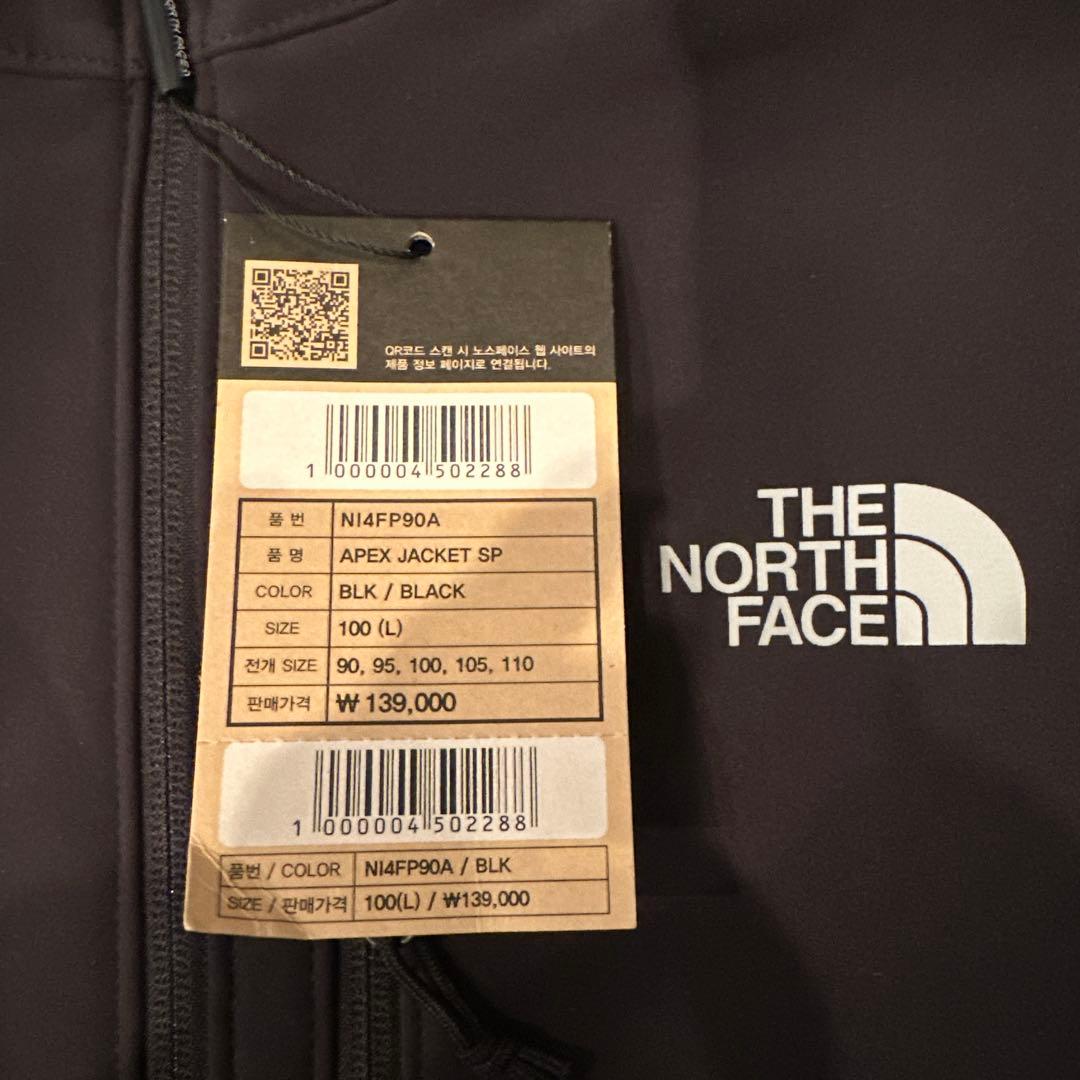 QR코드 스캔 시 노스페이스 웹 사이트의
제품 정보 페이지로 연결됩니다.
1 000004 502288
품 번 NI4FP90A
품 명 APEX JACKET SP
COLOR BLK / BLACK
SIZE 100 (L)
전개 SIZE 90, 95, 100, 105, 110
판매가격 ₩ 139,000
1 000004 502288
품번 / COLOR NI4FP90A / BLK
SIZE / 판매가격 100(L) / ₩139,000
THE
NORTH
FACE